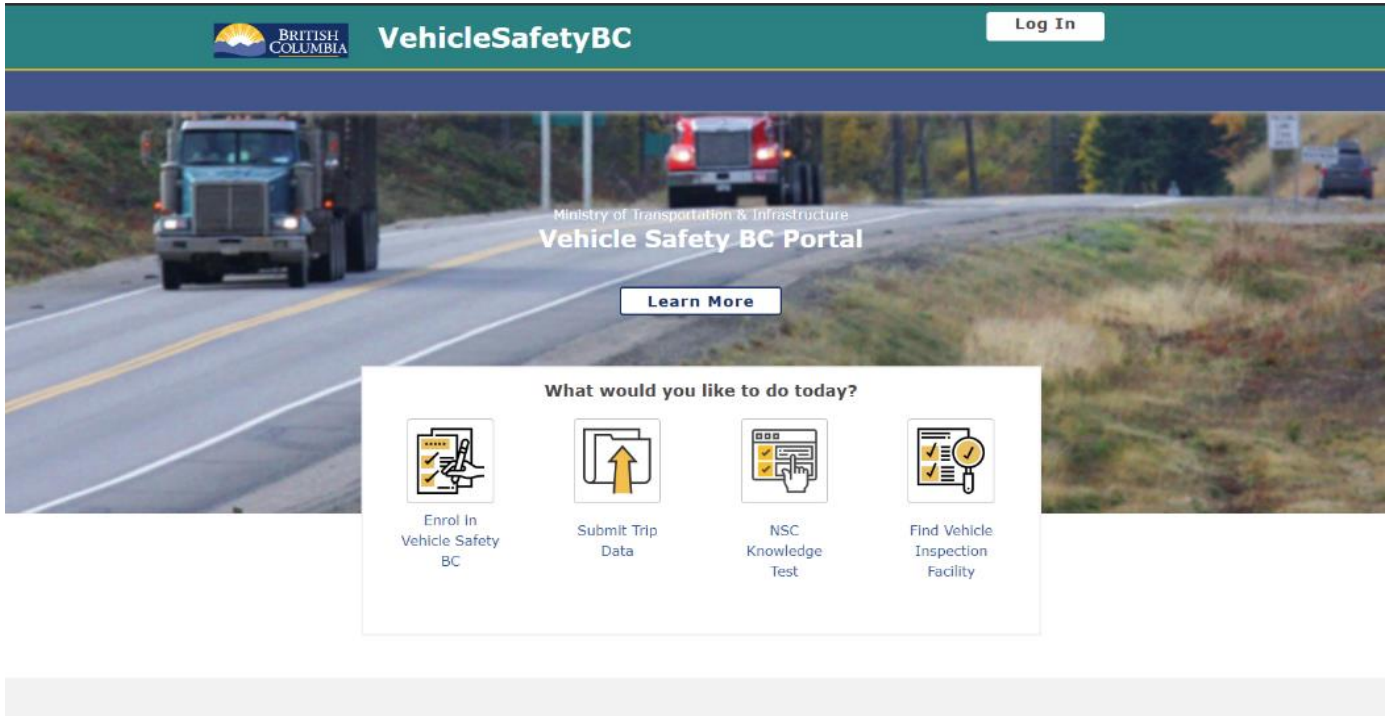 BRITISH
COLUMBIA
VehicleSafetyBC
Log In
Ministry of Transportation & Infrastructure
Vehicle Safety BC Portal
Learn More
What would you like to do today?
Enrol In
Vehicle Safety
BC
Submit Trip
Data
NSC
Knowledge
Test
Find Vehicle
Inspection
Facility